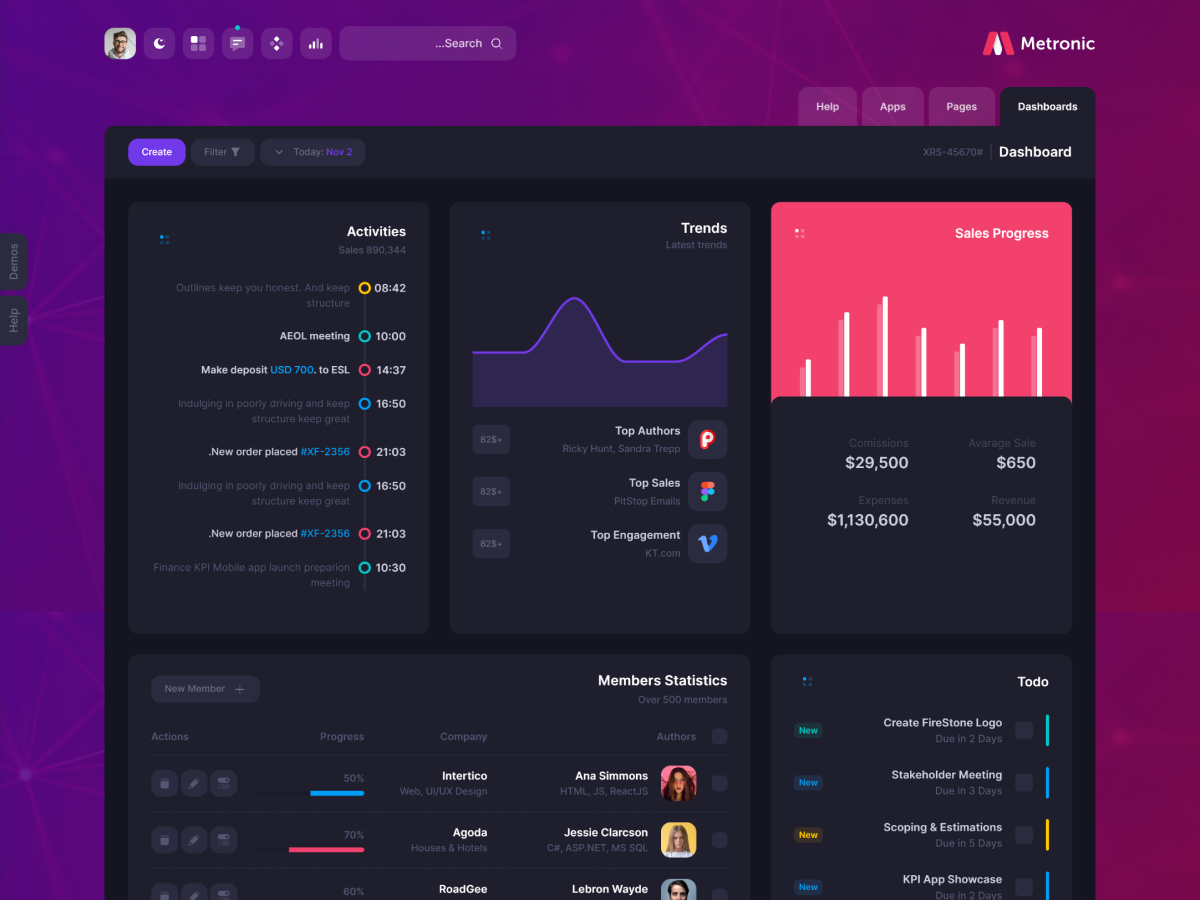 ...Search
Metronic
Help
Apps
Pages
Dashboards
Create
Filter
Today: Nov 2
XRS-45670#
Dashboard
Demos
Help
Activities
Sales 890,344
Outlines keep you honest. And keep
structure
08:42
AEOL meeting
10:00
Make deposit USD 700. to ESL
14:37
Indulging in poorly driving and keep
structure keep great
16:50
.New order placed #XF-2356
21:03
Indulging in poorly driving and keep
structure keep great
16:50
.New order placed #XF-2356
21:03
Finance KPI Mobile app launch preparion
meeting
10:30
Trends
Latest trends
82$+
Top Authors
Ricky Hunt, Sandra Trepp
82$+
Top Sales
PitStop Emails
82$+
Top Engagement
KT.com
Sales Progress
Comissions
$29,500
Avarage Sale
$650
Expenses
$1,130,600
Revenue
$55,000
New Member +
Members Statistics
Over 500 members
Actions
Progress
Company
Authors
50%
Intertico
Web, UI/UX Design
Ana Simmons
HTML, JS, ReactJS
70%
Agoda
Houses & Hotels
Jessie Clarcson
C#, ASP.NET, MS SQL
60%
RoadGee
Lebron Wayde
Todo
New
Create FireStone Logo
Due in 2 Days
New
Stakeholder Meeting
Due in 3 Days
New
Scoping & Estimations
Due in 5 Days
New
KPI App Showcase
Due in 2 Days